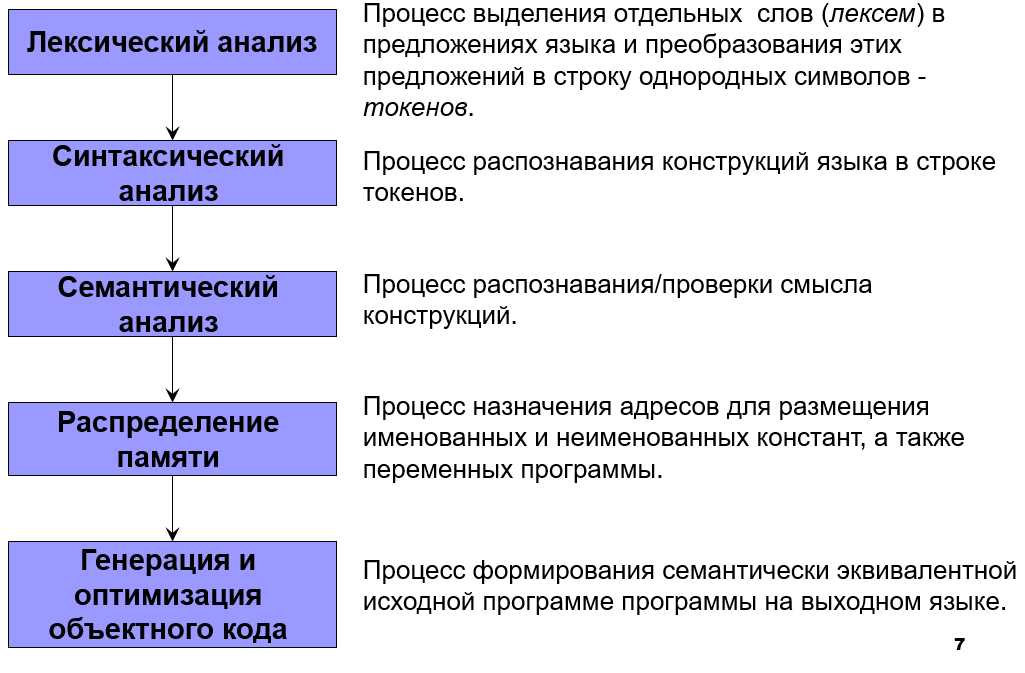 Лексический анализ
Процесс выделения отдельных слов (лексем) в
предложениях языка и преобразования этих
предложений в строку однородных символов -
токенов.
Синтаксический
анализ
Процесс распознавания конструкций языка в строке
токенов.
Семантический
анализ
Процесс распознавания/проверки смысла
конструкций.
Распределение
памяти
Процесс назначения адресов для размещения
именованных и неименованных констант, а также
переменных программы.
Генерация и
оптимизация
объектного кода
Процесс формирования семантически эквивалентной
исходной программе программы на выходном языке.
7